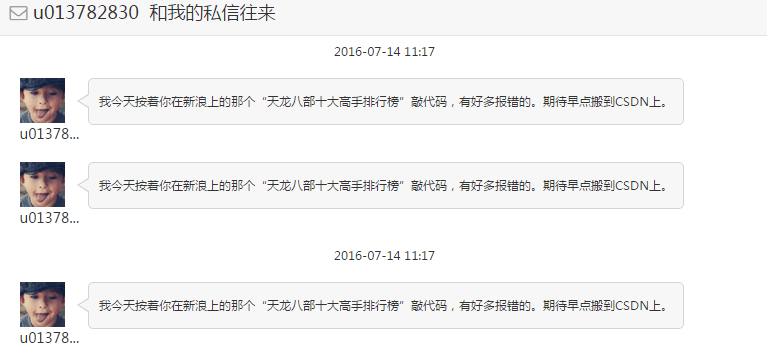 u013782830 和我的私信往来
2016-07-14 11:17
我今天按着你在新浪上的那个“天龙八部十大高手排行榜”敲代码，有好多报错的。期待早点搬到CSDN上。
u01378...
我今天按着你在新浪上的那个“天龙八部十大高手排行榜”敲代码，有好多报错的。期待早点搬到CSDN上。
u01378...
2016-07-14 11:17
我今天按着你在新浪上的那个“天龙八部十大高手排行榜”敲代码，有好多报错的。期待早点搬到CSDN上。
u01378...